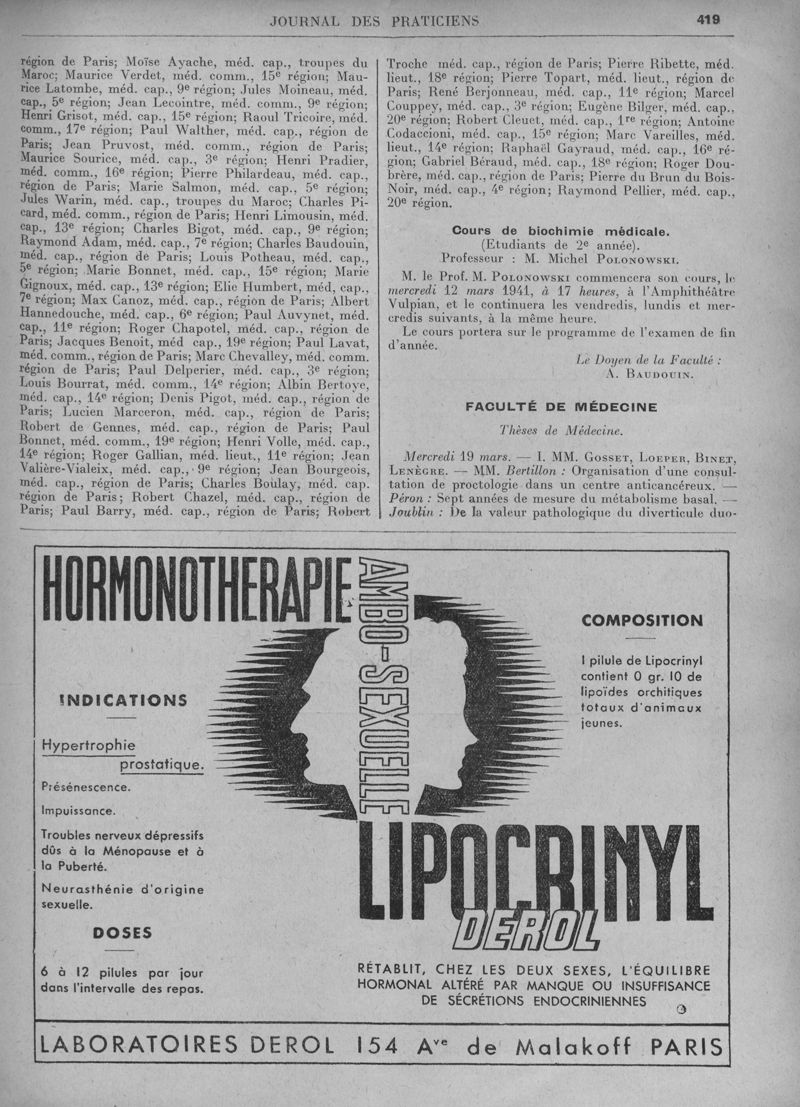 JOURNAL DES PRATICIENS 419
région de Paris; Moïse Ayache, méd. cap., troupes du
Maroc; Maurice Verdet, méd. comm., 15e région; Mau-
rice Latombe, méd. cap., 9e région; Jules Moineau, méd.
cap., 5e région; Jean Lecointre, méd. comm., 9e région;
Henri Grisot, méd. cap., 15e région; Raoul Tricoire, méd.
comm., 17e région; Paul Walther, méd. cap., région de
Paris; Jean Pruvost, méd. comm., région de Paris;
Maurice Sourice, méd. cap., 3e région; Henri Pradier,
méd. comm., 16e région; Pierre Philardeau, méd. cap.,
région de Paris; Marie Salmon, méd. cap., 5e région;
Jules Warin, méd. cap., troupes du Maroc; Charles Pi-
card, méd. comm., région de Paris; Henri Limousin, méd.
cap., 13e région; Charles Bigot, méd. cap., 9e région;
Raymond Adam, méd. cap., 7e région; Charles Baudouin,
méd. cap., région de Paris; Louis Potheau, méd. cap.,
5e région; Marie Bonnet, méd. cap., 15e région; Marie
Gignoux, méd. cap., 13e région; Elie Humbert, méd, cap.,
7e région; Max Canoz, méd. cap., région de Paris; Albert
Hannedouche, méd. cap., 6e région; Paul Auvynet, méd.
cap., 11e région; Roger Chapotel, méd. cap., région de
Paris; Jacques Benoit, méd cap., 19e région; Paul Lavat,
méd. comm., région de Paris; Marc Chevalley, méd. comm.
région de Paris; Paul Delperier, méd. cap., 3e région;
Louis Bourrat, méd. comm., 14e région; Albin Bertoye,
méd. cap., 14e région; Denis Pigot, méd. cap., région de
Paris; Lucien Marceron, méd. cap., région de Paris;
Robert de Gennes, méd. cap., région de Paris; Paul
Bonnet, méd. comm., 19e région; Henri Volle, méd. cap.,
14e région; Roger Gallian, méd. lieut., 11e région; Jean
Valière-Vialeix, méd. cap., 9e région; Jean Bourgeois,
méd. cap., région de Paris; Charles Boulay, méd. cap.
région de Paris; Robert Chazel, méd. cap., région de
Paris; Paul Barry, méd. cap., région de Paris; Robert
Troche méd. cap., région de Paris; Pierre Ribette, méd.
lieut., 18e région; Pierre Topart, méd. lieut., région de
Paris; René Berjonneau, méd. cap., 11e région; Marcel
Couppey, méd. cap., 3e région; Eugène Bilger, méd. cap.,
20e région; Robert Cleuet, méd. cap., 1re région; Antoine
Codaccioni, méd. cap., 15e région; Marc Vareilles, méd.
lieut., 14e région; Raphaël Gayraud, méd. cap., 16e ré-
gion; Gabriel Béraud, méd. cap., 18e région; Roger Dou-
brère, méd. cap., région de Paris; Pierre du Brun du Bois-
Noir, méd. cap., 4e région; Raymond Pellier, méd. cap.,
20e région.
Cours de biochimie médicale.
(Etudiants de 2e année).
Professeur : M. Michel POLONOWSKI.
M. le Prof. M. POLONOWSKI commencera son cours, le
mercredi 12 mars 1941, à 17 heures, à l'Amphithéâtre
Vulpian, et le continuera les vendredis, lundis et mer-
credis suivants, à la même heure.
Le cours portera sur le programme de l'examen de fin
d'année.
Le Doyen de la Faculté :
A. BAUDOUIN.
FACULTÉ DE MÉDECINE
Thèses de Médecine.
Mercredi 19 mars. — I. MM. GOSSET, LOEPER, BINET,
LENÈGRE. — MM. Bertillon : Organisation d'une consul-
tation de proctologie dans un centre anticancéreux. —
Péron : Sept années de mesure du métabolisme basal. —
Joublin : De la valeur pathologique du diverticule duo-
HORMONOTHERAPIE
AMBO-SEXUELLE
INDICATIONS
Hypertrophie
prostatique.
Présénescence.
Impuissance.
Troubles nerveux dépressifs
dûs à la Ménopause et à
la Puberté.
Neurasthénie d'origine
sexuelle.
DOSES
6 à 12 pilules par jour
dans l'intervalle des repas.
COMPOSITION
1 pilule de Lipocrinyl
contient 0 gr. 10 de
lipoïdes orchitiques
totaux d'animaux
jeunes.
LIPOCRINYL
DEROL
RÉTABLIT, CHEZ LES DEUX SEXES, L'ÉQUILIBRE
HORMONAL ALTÉRÉ PAR MANQUE OU INSUFFISANCE
DE SÉCRÉTIONS ENDOCRINIENNES
LABORATOIRES DEROL 154 Ave de Malakoff PARIS